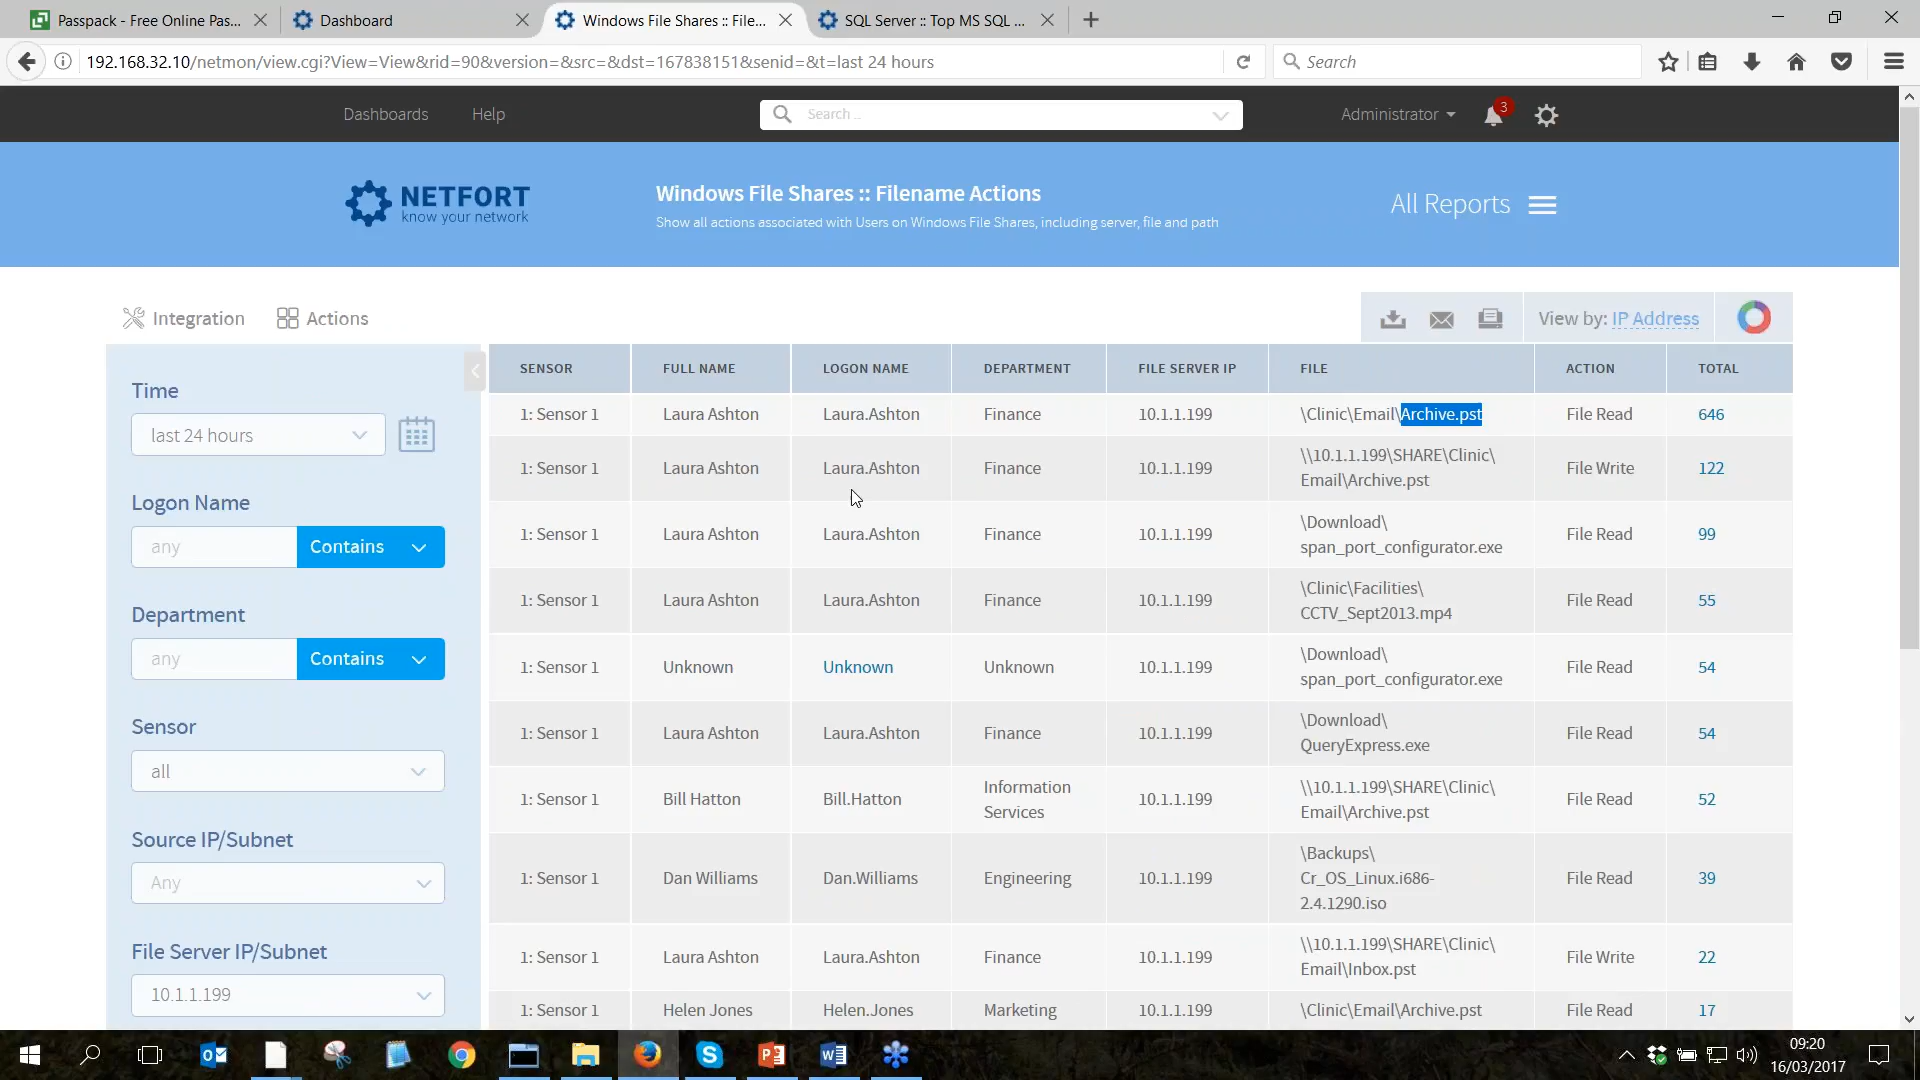 Passpack - Free Online Pas...
Dashboard
Windows File Shares :: File...
SQL Server :: Top MS SQL ...
192.168.32.10/netmon/view.cgi?View=View&rid=90&version=&src=&dst=167838151&senid=&t=last 24 hours
Search
Dashboards
Help
Search ..
Administrator
3
NETFORT
know your network
Windows File Shares :: Filename Actions
Show all actions associated with Users on Windows File Shares, including server, file and path
All Reports
Integration
Actions
View by: IP Address
Time
last 24 hours
Logon Name
any
Contains
Department
any
Contains
Sensor
all
Source IP/Subnet
Any
File Server IP/Subnet
10.1.1.199
SENSOR FULL NAME LOGON NAME DEPARTMENT FILE SERVER IP FILE ACTION TOTAL
1: Sensor 1 Laura Ashton Laura.Ashton Finance 10.1.1.199 \Clinic\Email\Archive.pst File Read 646
1: Sensor 1 Laura Ashton Laura.Ashton Finance 10.1.1.199 \\10.1.1.199\SHARE\Clinic\
Email\Archive.pst File Write 122
1: Sensor 1 Laura Ashton Laura.Ashton Finance 10.1.1.199 \Download\
span_port_configurator.exe File Read 99
1: Sensor 1 Laura Ashton Laura.Ashton Finance 10.1.1.199 \Clinic\Facilities\
CCTV_Sept2013.mp4 File Read 55
1: Sensor 1 Unknown Unknown Unknown 10.1.1.199 \Download\
span_port_configurator.exe File Read 54
1: Sensor 1 Laura Ashton Laura.Ashton Finance 10.1.1.199 \Download\
QueryExpress.exe File Read 54
1: Sensor 1 Bill Hatton Bill.Hatton Information
Services 10.1.1.199 \\10.1.1.199\SHARE\Clinic\
Email\Archive.pst File Read 52
1: Sensor 1 Dan Williams Dan.Williams Engineering 10.1.1.199 \Backups\
Cr_OS_Linux.i686-
2.4.1290.iso File Read 39
1: Sensor 1 Laura Ashton Laura.Ashton Finance 10.1.1.199 \\10.1.1.199\SHARE\Clinic\
Email\Inbox.pst File Write 22
1: Sensor 1 Helen Jones Helen.Jones Marketing 10.1.1.199 \Clinic\Email\Archive.pst File Read 17
09:20
16/03/2017